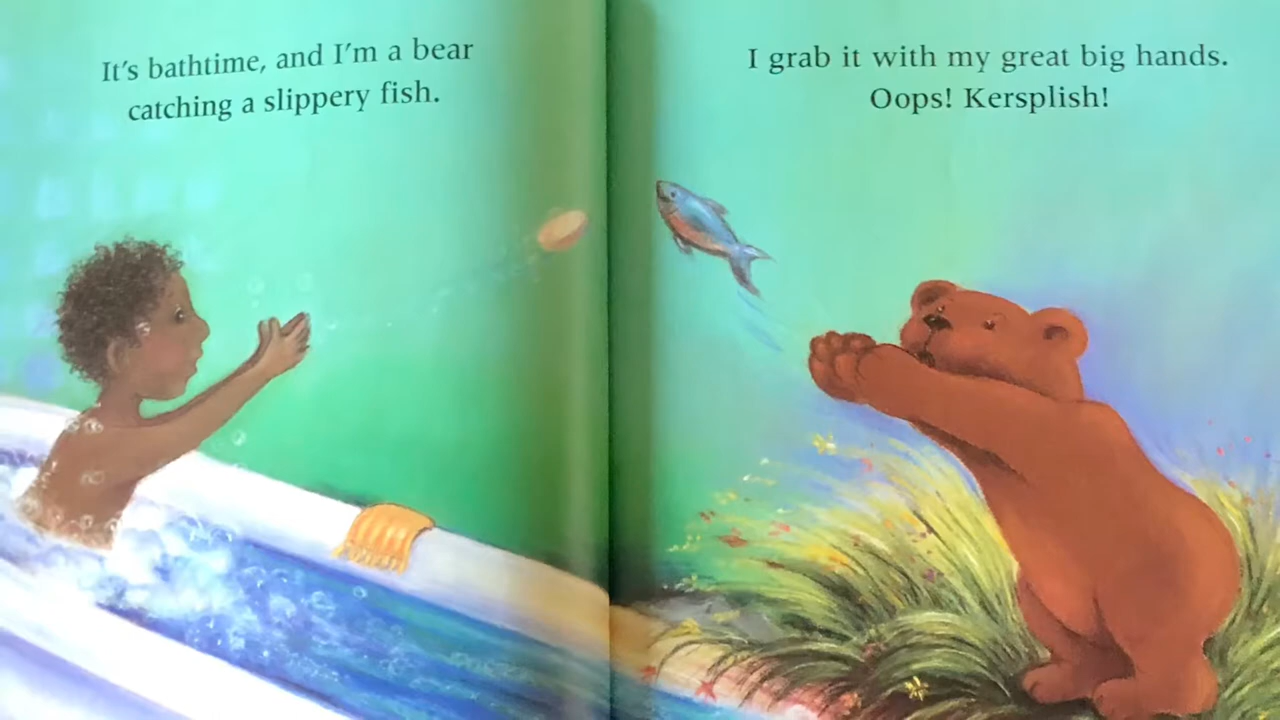 It's bathtime, and I'm a bear
catching a slippery fish.
I grab it with my great big hands.
Oops! Kersplish!